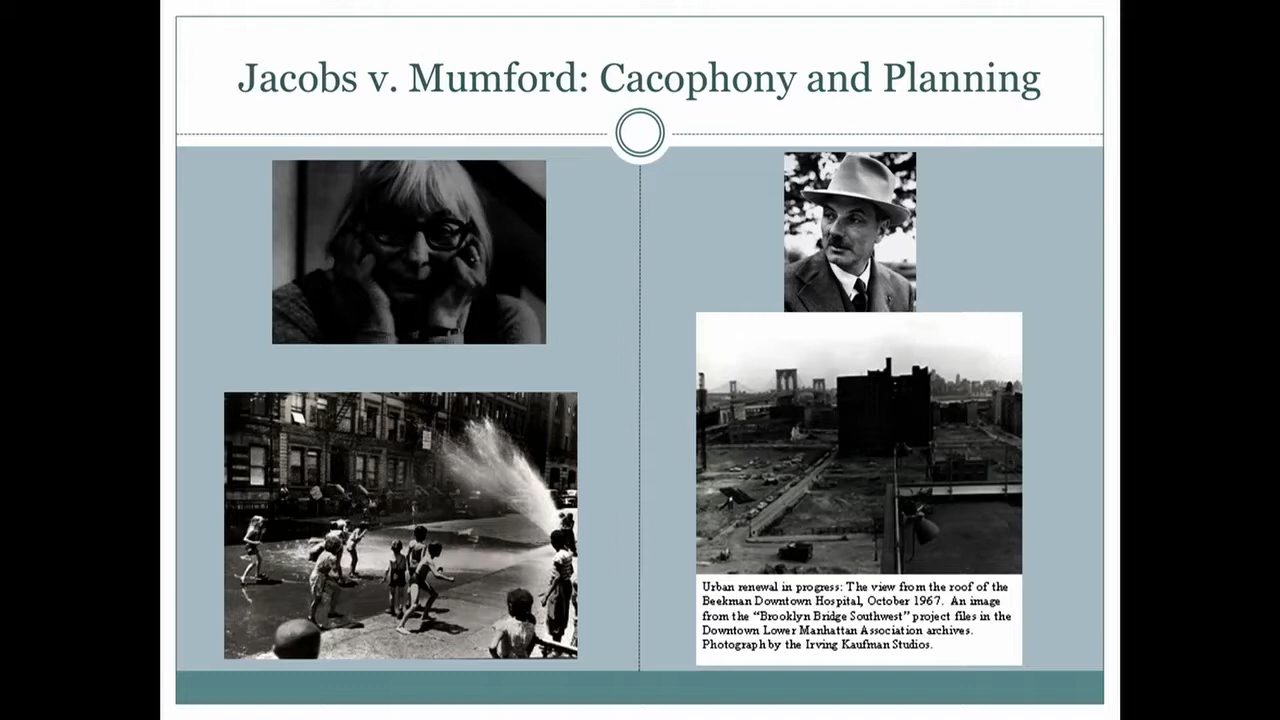 Jacobs v. Mumford: Cacophony and Planning
Urban renewal in progress: The view from the roof of the
Beekman Downtown Hospital, October 1967. An image
from the “Brooklyn Bridge Southwest” project files in the
Downtown Lower Manhattan Association archives.
Photograph by the Irving Kaufman Studios.